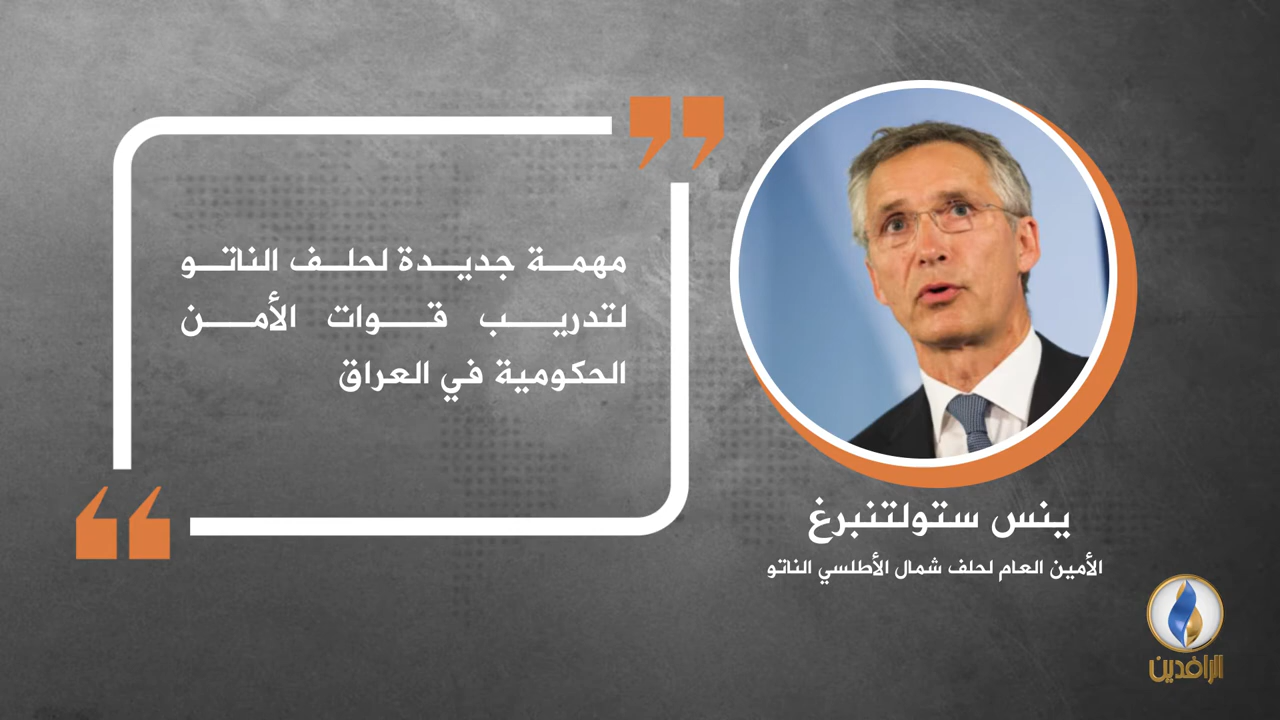 مهمة جديدة لحلف الناتو
لتدريب قوات الأمن
الحكومية في العراق
ينس ستولتنبرغ
الأمين العام لحلف شمال الأطلسي الناتو
الرافدين